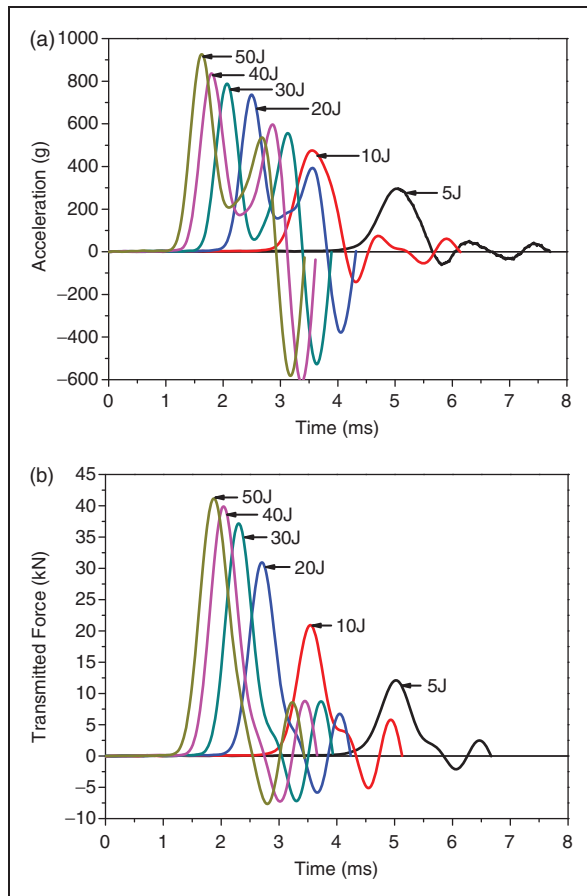 (a)
1000
800
600
400
200
0
−200
−400
−600
Acceleration (g)
50J
40J
30J
20J
10J
5J
0 1 2 3 4 5 6 7 8
Time (ms)
(b)
45
40
35
30
25
20
15
10
5
0
−5
−10
Transmitted Force (kN)
50J
40J
30J
20J
10J
5J
0 1 2 3 4 5 6 7 8
Time (ms)